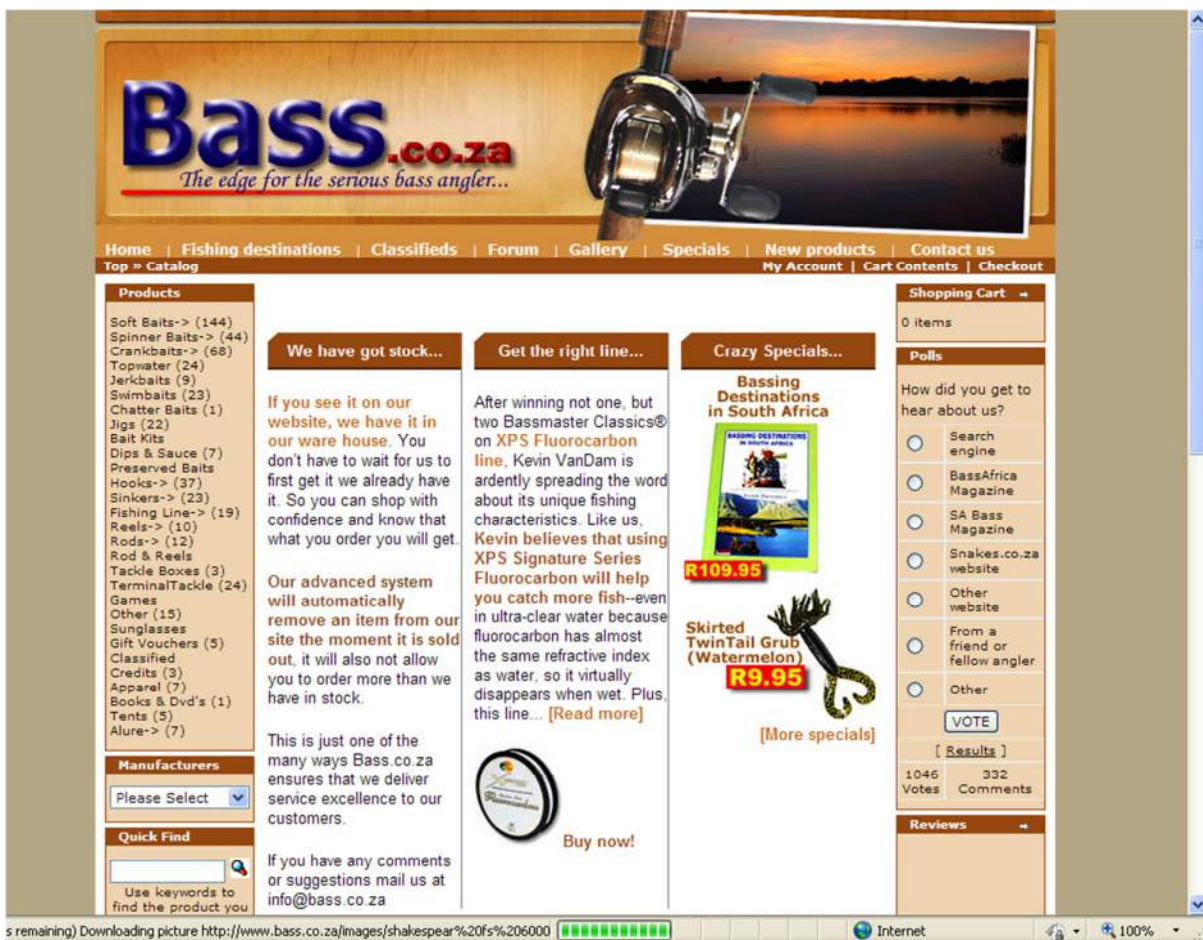 Bass.co.za
The edge for the serious bass angler...
Home | Fishing destinations | Classifieds | Forum | Gallery | Specials | New products | Contact us
Top » Catalog
My Account | Cart Contents | Checkout
Products
Soft Baits-> (144)
Spinner Baits-> (44)
Crankbaits-> (68)
Topwater (24)
Jerkbaits (9)
Swimbaits (23)
Chatter Baits (1)
Jigs (22)
Bait Kits
Dips & Sauce (7)
Preserved Baits
Hooks-> (37)
Sinkers-> (23)
Fishing Line-> (19)
Reels-> (10)
Rods-> (12)
Rod & Reels
Tackle Boxes (3)
TerminalTackle (24)
Games
Other (15)
Sunglasses
Gift Vouchers (5)
Classified
Credits (3)
Apparel (7)
Books & Dvd's (1)
Tents (5)
Alure-> (7)
Manufacturers
Please Select
Quick Find
Use keywords to
find the product you
We have got stock...
If you see it on our
website, we have it in
our ware house. You
don't have to wait for us to
first get it we already have
it. So you can shop with
confidence and know that
what you order you will get.
Our advanced system
will automatically
remove an item from our
site the moment it is sold
out, it will also not allow
you to order more than we
have in stock.
This is just one of the
many ways Bass.co.za
ensures that we deliver
service excellence to our
customers.
If you have any comments
or suggestions mail us at
info@bass.co.za
Get the right line...
After winning not one, but
two Bassmaster Classics®
on XPS Fluorocarbon
line, Kevin VanDam is
ardently spreading the word
about its unique fishing
characteristics. Like us,
Kevin believes that using
XPS Signature Series
Fluorocarbon will help
you catch more fish--even
in ultra-clear water because
fluorocarbon has almost
the same refractive index
as water, so it virtually
disappears when wet. Plus,
this line... [Read more]
Fluorocarbon
Buy now!
Crazy Specials...
Bassing
Destinations
in South Africa
BASSING DESTINATIONS
IN SOUTH AFRICA
R109.95
Skirted
TwinTail Grub
(Watermelon)
R9.95
[More specials]
Shopping Cart
0 items
Polls
How did you get to
hear about us?
Search
engine
BassAfrica
Magazine
SA Bass
Magazine
Snakes.co.za
website
Other
website
From a
friend or
fellow angler
Other
VOTE
[ Results ]
1046 Votes
332 Comments
Reviews
s remaining) Downloading picture http://www.bass.co.za/images/shakespear%20fs%206000
Internet
100%